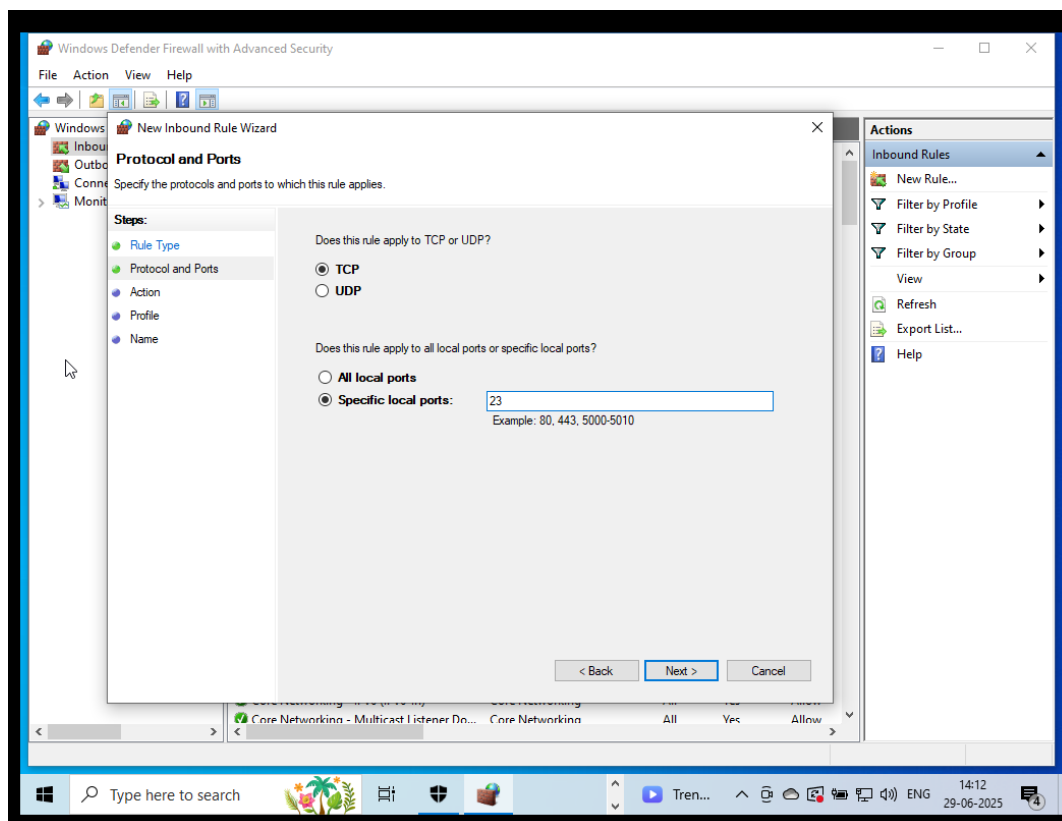 Windows Defender Firewall with Advanced Security
File Action View Help
Windows
Inbou
Outbo
Conne
Monit
New Inbound Rule Wizard
Protocol and Ports
Specify the protocols and ports to which this rule applies.
Steps:
Rule Type
Protocol and Ports
Action
Profile
Name
Does this rule apply to TCP or UDP?
TCP
UDP
Does this rule apply to all local ports or specific local ports?
All local ports
Specific local ports: 23
Example: 80, 443, 5000-5010
< Back Next > Cancel
Actions
Inbound Rules
New Rule...
Filter by Profile
Filter by State
Filter by Group
View
Refresh
Export List...
Help
Core Networking - Multicast Listener Do... Core Networking All Yes Allow
Type here to search
Tren...
ENG
14:12
29-06-2025
4